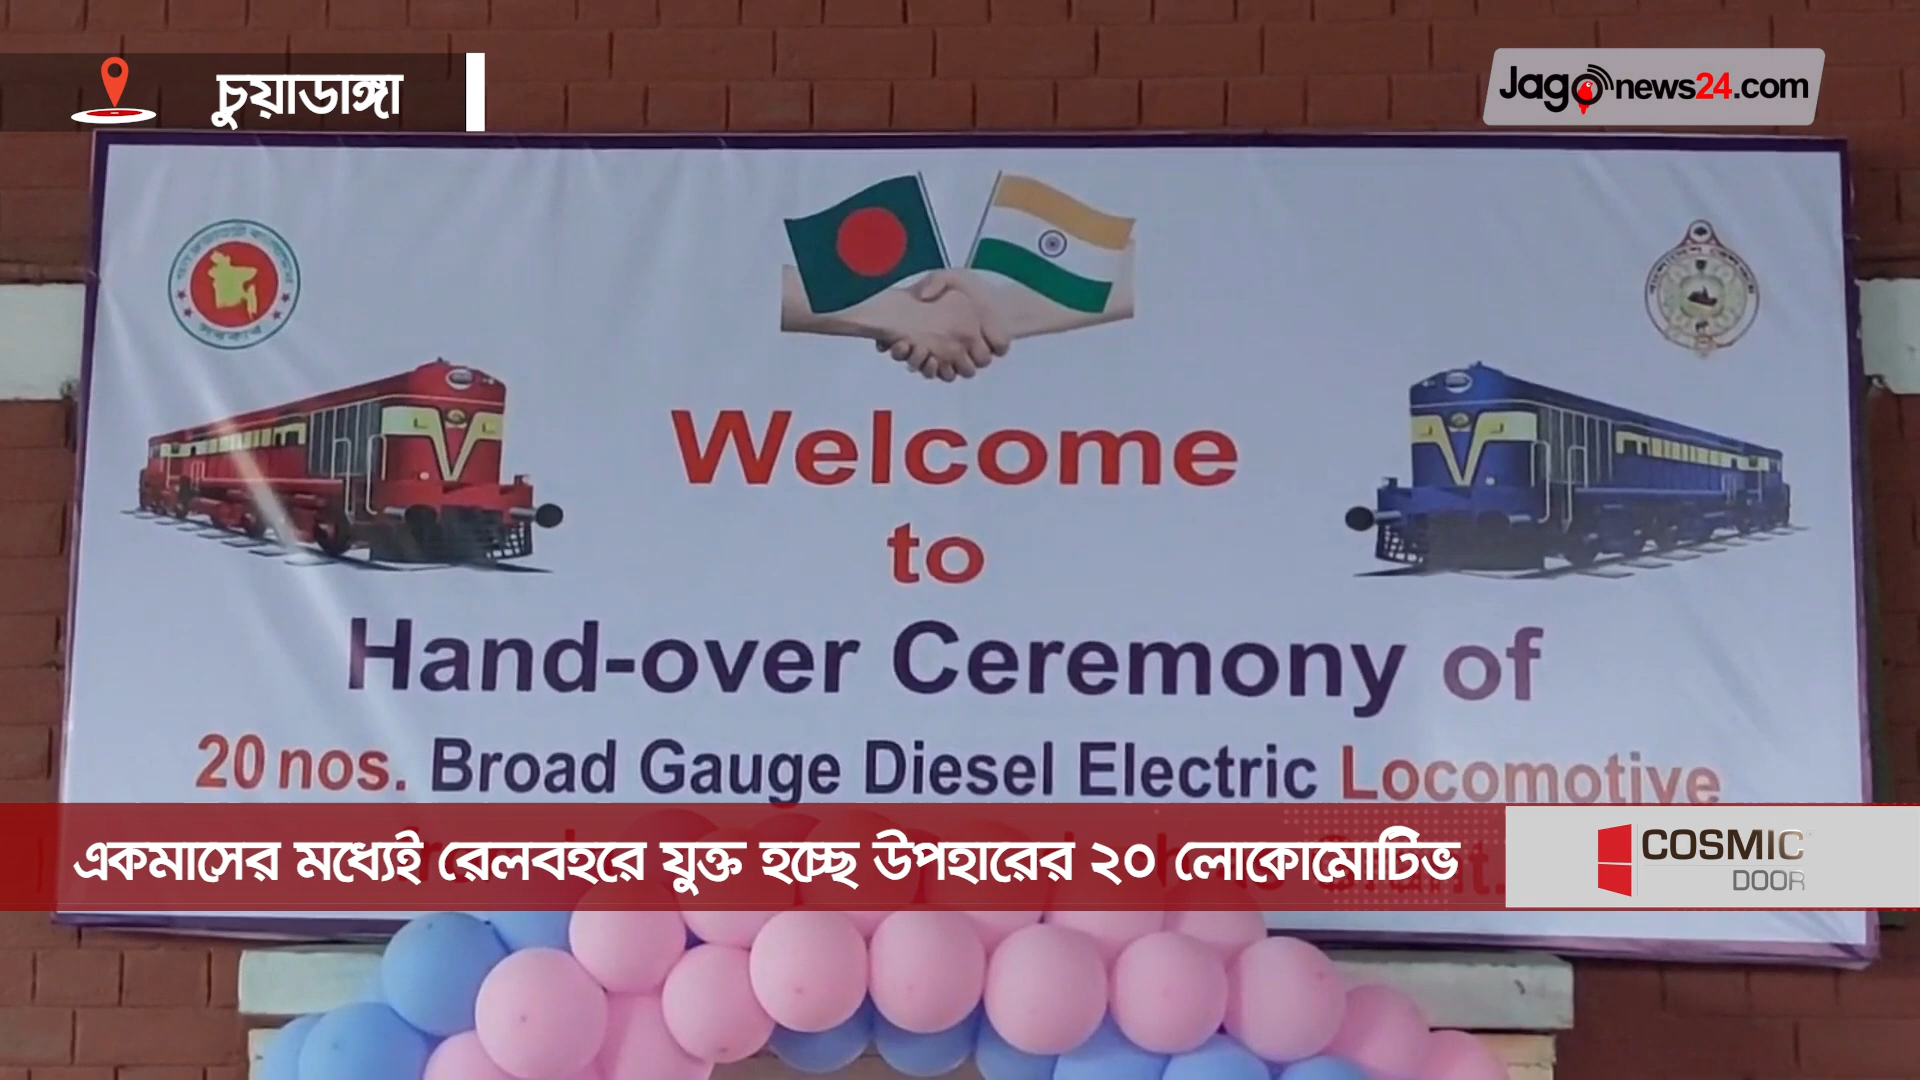 চুয়াডাঙ্গা
Jagonews24.com
Welcome
to
Hand-over Ceremony of
20 nos. Broad Gauge Diesel Electric Locomotive
একমাসের মধ্যেই রেলবহরে যুক্ত হচ্ছে উপহারের ২০ লোকোমোটিভ
COSMIC
DOOR